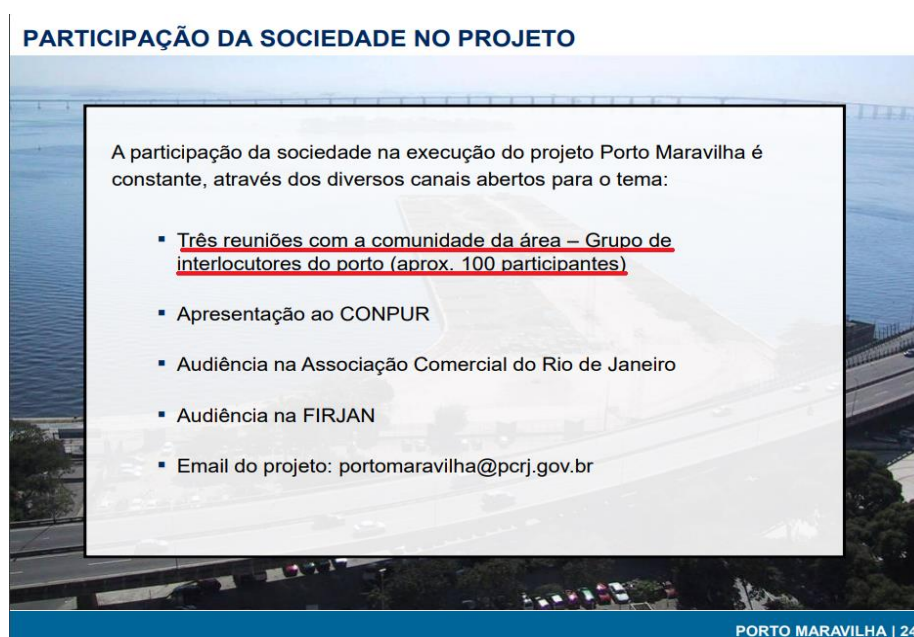 PARTICIPAÇÃO DA SOCIEDADE NO PROJETO
A participação da sociedade na execução do projeto Porto Maravilha é
constante, através dos diversos canais abertos para o tema:
▪ Três reuniões com a comunidade da área – Grupo de
interlocutores do porto (aprox. 100 participantes)
▪ Apresentação ao CONPUR
▪ Audiência na Associação Comercial do Rio de Janeiro
▪ Audiência na FIRJAN
▪ Email do projeto: portomaravilha@pcrj.gov.br
PORTO MARAVILHA | 24